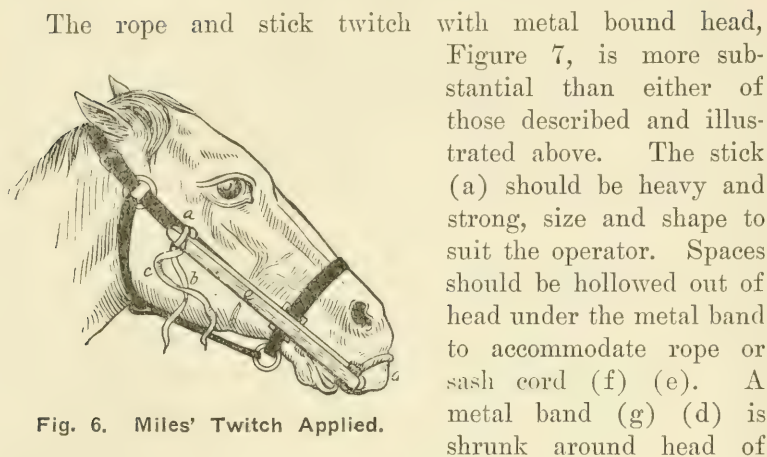 The rope and stick twitch with metal bound head,
Figure 7, is more sub-
stantial than either of
those described and illus-
trated above. The stick
(a) should be heavy and
strong, size and shape to
suit the operator. Spaces
should be hollowed out of
head under the metal band
to accommodate rope or
sash cord (f) (e). A
metal band (g) (d) is
shrunk around head of
a
c
b
e
d
Fig. 6. Miles' Twitch Applied.